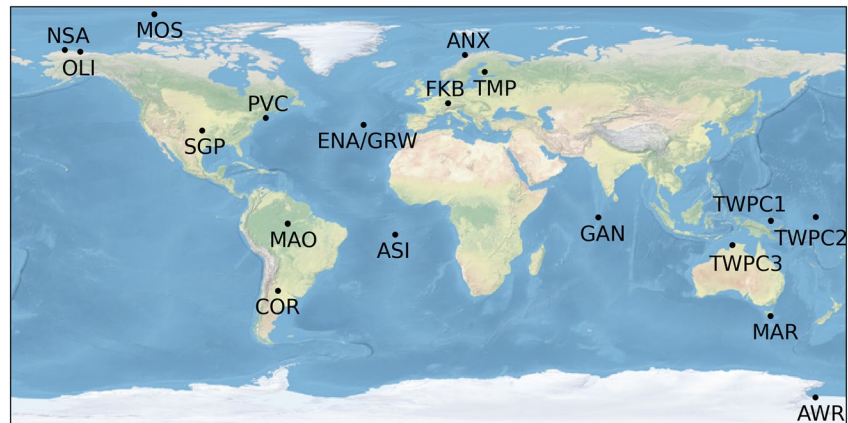 MOS
NSA
OLI
ANX
FKB
TMP
PVC
SGP
ENA/GRW
TWPC1
MAO
ASI
GAN
TWPC2
TWPC3
COR
MAR
AWR